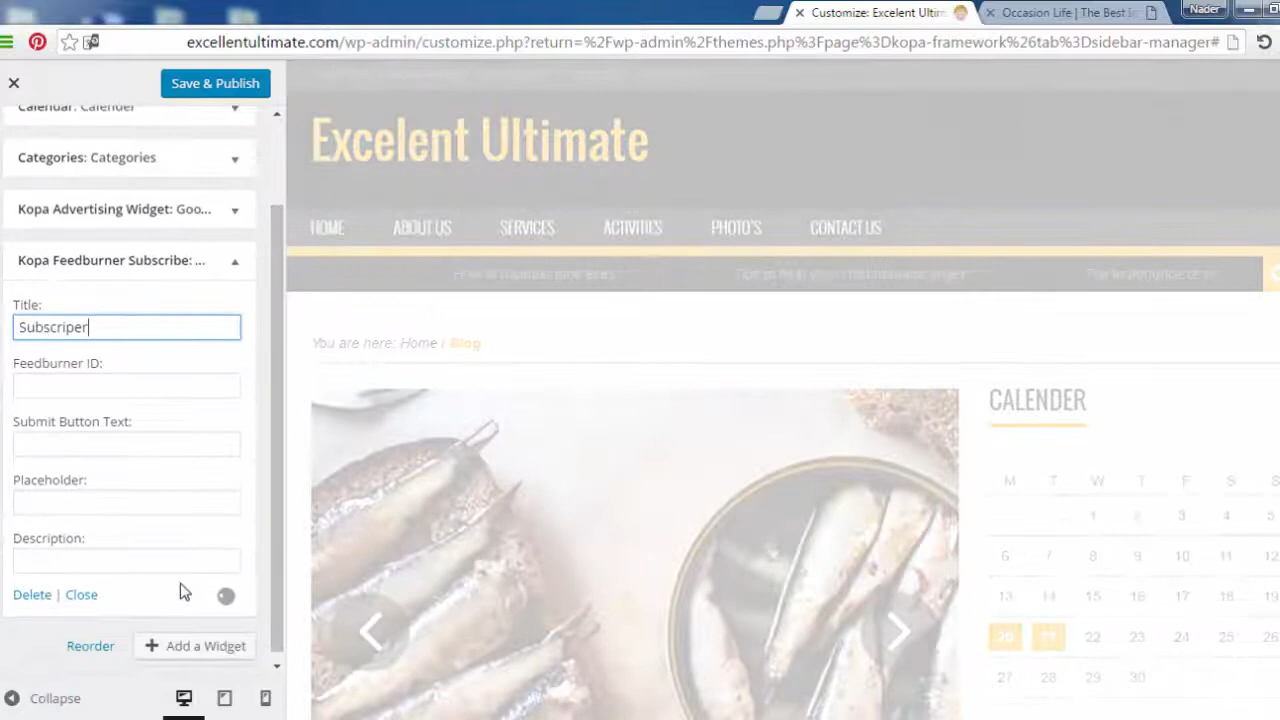 Customize: Excellent Ultim
Occasion Life | The Best I
Nader
excellentultimate.com/wp-admin/customize.php?return=%2Fwp-admin%2Fthemes.php%3Fpage%3Dkopa-framework%26tab%3Dsidebar-manager#
Save & Publish
Calendar: Calender
Categories: Categories
Kopa Advertising Widget: Goo...
Kopa Feedburner Subscribe: ...
Title:
Subscriper
Feedburner ID:
Submit Button Text:
Placeholder:
Description:
Delete | Close
Reorder
Add a Widget
Collapse
Excelent Ultimate
HOME ABOUT US SERVICES ACTIVITIES PHOTO'S CONTACT US
You are here: Home / Blog
CALENDER
M T W T F S S
1 2 3 4 5
6 7 8 9 10 11 12
13 14 15 16 17 18 19
20 21 22 23 24 25 26
27 28 29 30